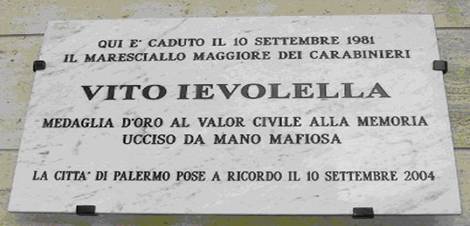 QUI E' CADUTO IL 10 SETTEMBRE 1981
IL MARESCIALLO MAGGIORE DEI CARABINIERI
VITO IEVOLELLA
MEDAGLIA D'ORO AL VALOR CIVILE ALLA MEMORIA
UCCISO DA MANO MAFIOSA
LA CITTA' DI PALERMO POSE A RICORDO IL 10 SETTEMBRE 2004